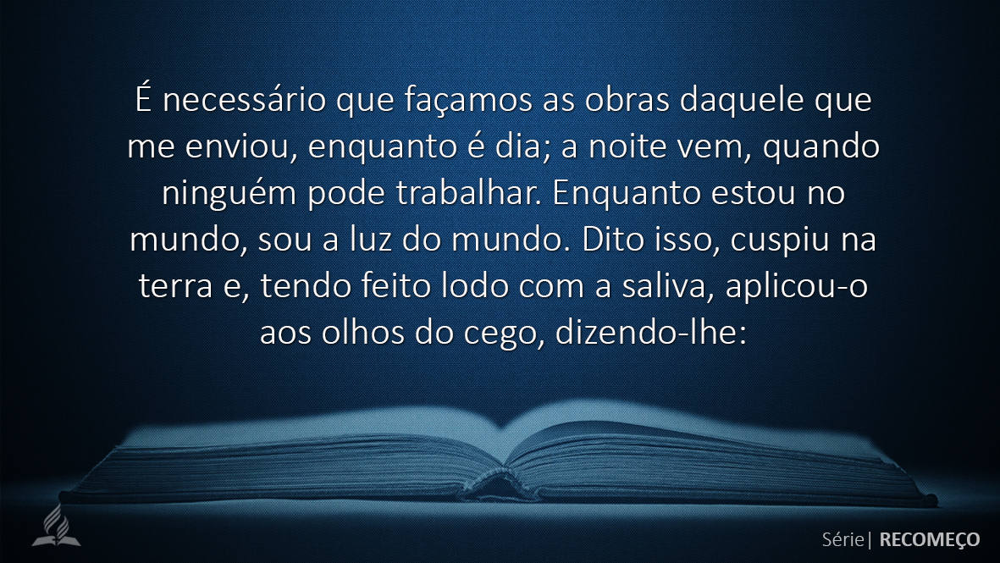 É necessário que façamos as obras daquele que
me enviou, enquanto é dia; a noite vem, quando
ninguém pode trabalhar. Enquanto estou no
mundo, sou a luz do mundo. Dito isso, cuspiu na
terra e, tendo feito lodo com a saliva, aplicou-o
aos olhos do cego, dizendo-lhe:
Série| RECOMEÇO